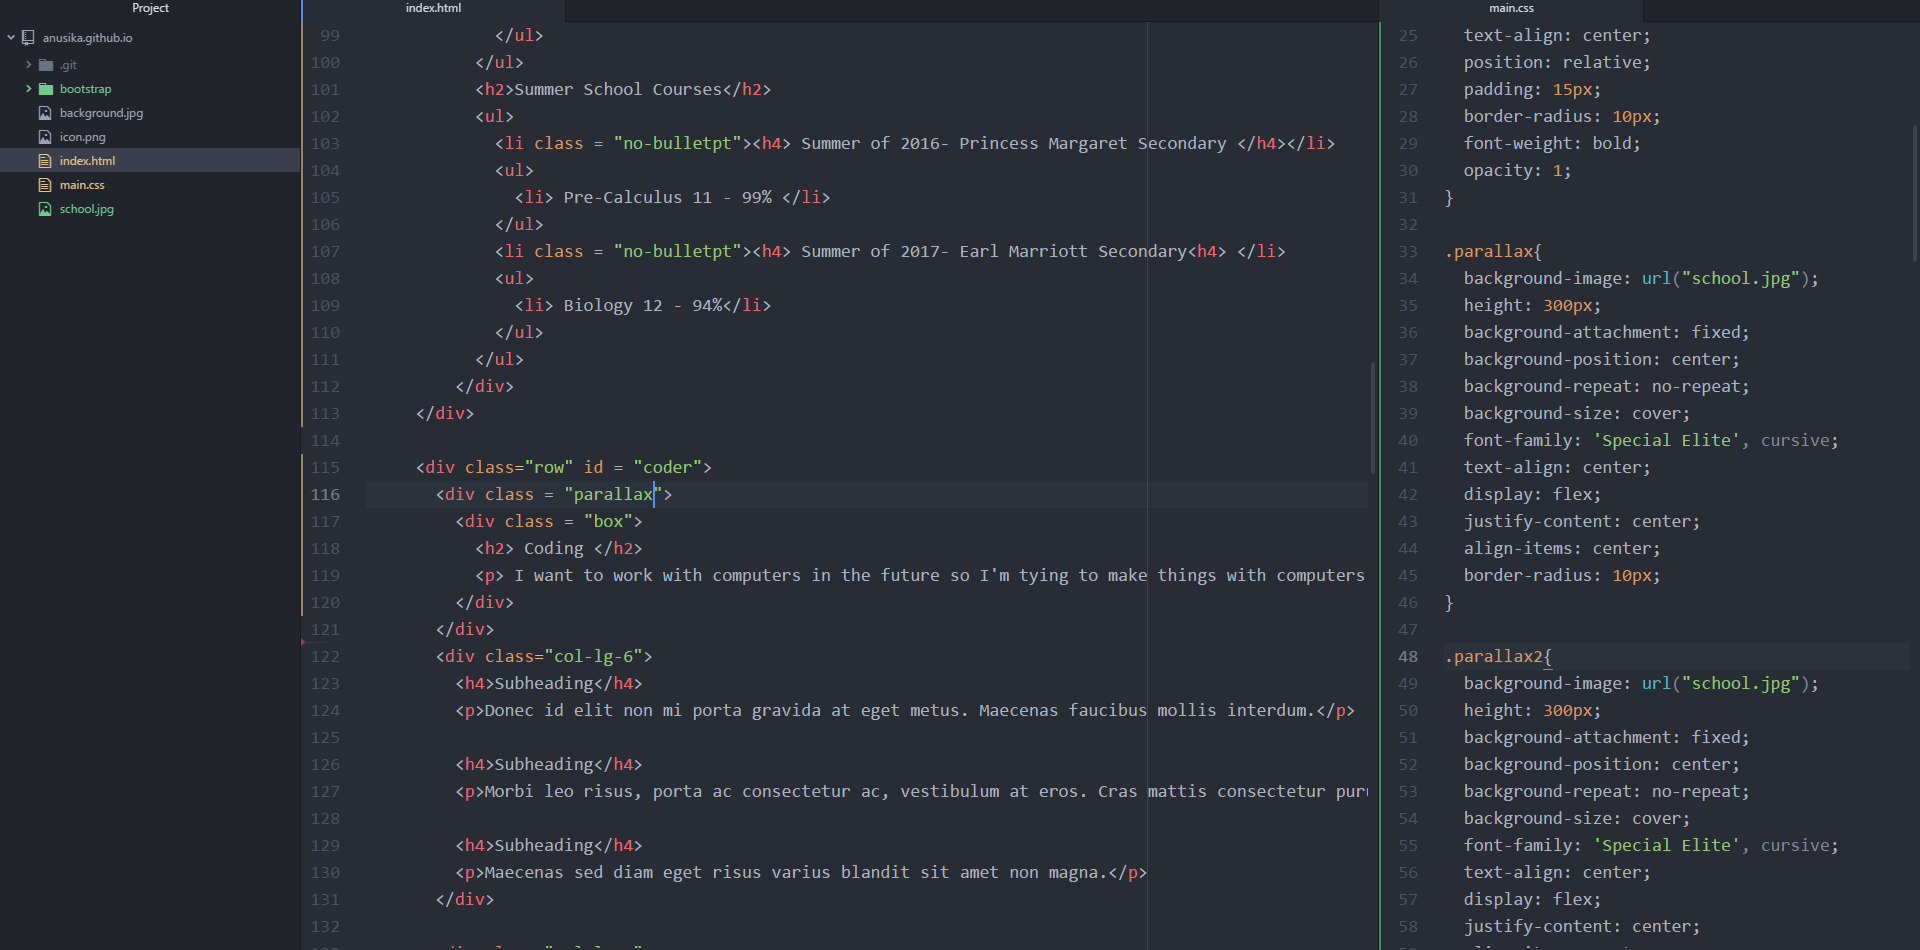 Project
anusika.github.io
.git
bootstrap
background.jpg
icon.png
index.html
main.css
school.jpg
index.html
99 </ul>
100 </ul>
101 <h2>Summer School Courses</h2>
102 <ul>
103 <li class = "no-bulletpt"><h4> Summer of 2016- Princess Margaret Secondary </h4></li>
104 <ul>
105 <li> Pre-Calculus 11 - 99% </li>
106 </ul>
107 <li class = "no-bulletpt"><h4> Summer of 2017- Earl Marriott Secondary<h4> </li>
108 <ul>
109 <li> Biology 12 - 94%</li>
110 </ul>
111 </ul>
112 </div>
113 </div>
114
115 <div class="row" id = "coder">
116 <div class = "parallax">
117 <div class = "box">
118 <h2> Coding </h2>
119 <p> I want to work with computers in the future so I'm tying to make things with computers
120 </div>
121 </div>
122 <div class="col-lg-6">
123 <h4>Subheading</h4>
124 <p>Donec id elit non mi porta gravida at eget metus. Maecenas faucibus mollis interdum.</p>
125
126 <h4>Subheading</h4>
127 <p>Morbi leo risus, porta ac consectetur ac, vestibulum at eros. Cras mattis consectetur
128
129 <h4>Subheading</h4>
130 <p>Maecenas sed diam eget risus varius blandit sit amet non magna.</p>
131 </div>
132
main.css
25 text-align: center;
26 position: relative;
27 padding: 15px;
28 border-radius: 10px;
29 font-weight: bold;
30 opacity: 1;
31 }
32
33 .parallax{
34 background-image: url("school.jpg");
35 height: 300px;
36 background-attachment: fixed;
37 background-position: center;
38 background-repeat: no-repeat;
39 background-size: cover;
40 font-family: 'Special Elite', cursive;
41 text-align: center;
42 display: flex;
43 justify-content: center;
44 align-items: center;
45 border-radius: 10px;
46 }
47
48 .parallax2{
49 background-image: url("school.jpg");
50 height: 300px;
51 background-attachment: fixed;
52 background-position: center;
53 background-repeat: no-repeat;
54 background-size: cover;
55 font-family: 'Special Elite', cursive;
56 text-align: center;
57 display: flex;
58 justify-content: center;